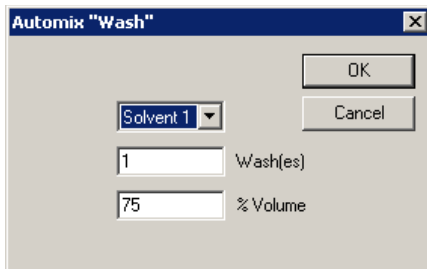 Automix "Wash"
OK
Solvent 1
Cancel
1 Wash(es)
75 % Volume